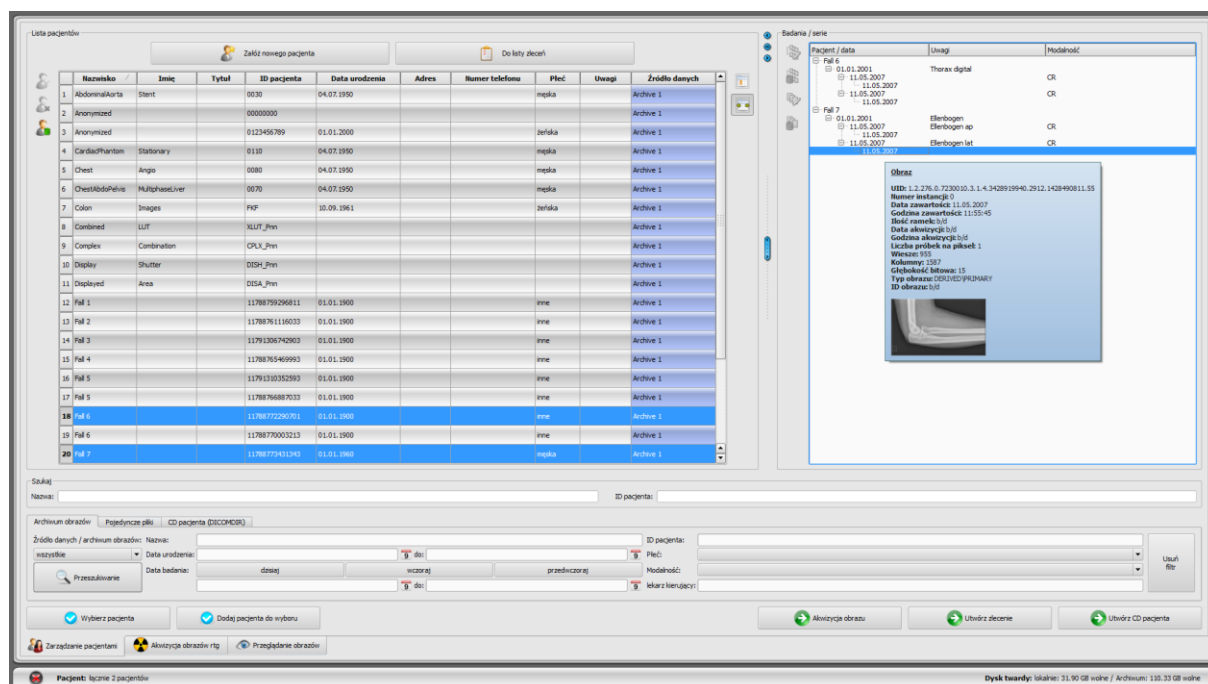 Lista pacjentów
Załóż nowego pacjenta
Do listy zleceń
Nazwisko Imię Tytuł ID pacjenta Data urodzenia Adres Numer telefonu Płeć Uwagi Źródło danych
1 AbdominalAorta Stent 0030 04.07.1950 męska Archive 1
2 Anonymized 00000000 Archive 1
3 Anonymized 0123456789 01.01.2000 żeńska Archive 1
4 CardiacPhantom Stationary 0110 04.07.1950 męska Archive 1
5 Chest Angio 0080 04.07.1950 męska Archive 1
6 ChestAbdoPelvis MultiphaseLiver 0070 04.07.1950 męska Archive 1
7 Colon Images FKF 10.09.1961 żeńska Archive 1
8 Combined LUT XLUT_Pnn Archive 1
9 Complex Combination CPLX_Pnn Archive 1
10 Display Shutter DISH_Pnn Archive 1
11 Displayed Area DISA_Pnn Archive 1
12 Fall 1 11788759296811 01.01.1900 inne Archive 1
13 Fall 2 11788761116033 01.01.1900 inne Archive 1
14 Fall 3 11791306742903 01.01.1900 inne Archive 1
15 Fall 4 11788765469993 01.01.1900 inne Archive 1
16 Fall 5 11791310352593 01.01.1900 inne Archive 1
17 Fall 5 11788766887033 01.01.1900 inne Archive 1
18 Fall 6 11788772290701 01.01.1900 inne Archive 1
19 Fall 6 11788770003213 01.01.1900 inne Archive 1
20 Fall 7 11788773431343 01.01.1960 męska Archive 1
Badania / serie
Pacjent / data Uwagi Modalność
Fall 6
01.01.2001 Thorax digital
11.05.2007 CR
11.05.2007
11.05.2007 CR
11.05.2007
Fall 7
01.01.2001 Ellenbogen
11.05.2007 Ellenbogen ap CR
11.05.2007
11.05.2007 Ellenbogen lat CR
11.05.2007
Obraz
UID: 1.2.276.0.7230010.3.1.4.3428919940.2912.1428490811.55
Numer instancji: 0
Data zawartości: 11.05.2007
Godzina zawartości: 11:55:45
Ilość ramek: b/d
Data akwizycji: b/d
Godzina akwizycji: b/d
Liczba próbek na piksel: 1
Wiesze: 955
Kolumny: 1587
Głębokość bitowa: 15
Typ obrazu: DERIVED\PRIMARY
ID obrazu: b/d
Szukaj
Nazwa: ID pacjenta:
Archiwum obrazów Pojedyncze pliki CD pacjenta (DICOMDIR)
Źródło danych / archiwum obrazów: Nazwa: ID pacjenta:
wszystkie Data urodzenia: 9 do: 9 Płeć:
Przeszukiwanie Data badania: dzisiaj wczoraj przedwczoraj Modalność:
9 do: 9 lekarz kierujący:
Usuń
filtr
Wybierz pacjenta Dodaj pacjenta do wyboru Akwizycja obrazu Utwórz zlecenie Utwórz CD pacjenta
Zarządzanie pacjentami Akwizycja obrazów rtg Przeglądanie obrazów
Pacjent: łącznie 2 pacjentów Dysk twardy: lokalnie: 31.90 GB wolne / Archiwum: 110.33 GB wolne